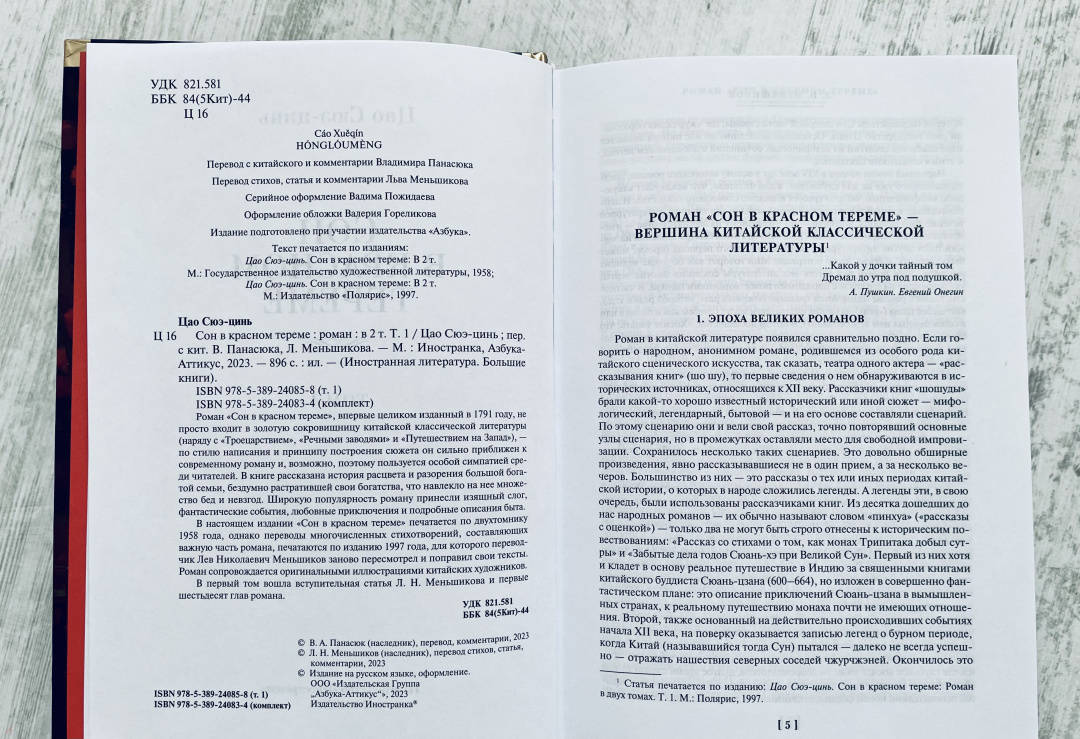 УДК 821.581
ББК 84(5Кит)-44
Ц 16
Cáo Xuěqín
HÓNGLÓUMÈNG
Перевод с китайского и комментарии Владимира Панасюка
Перевод стихов, статья и комментарии Льва Меньшикова
Серийное оформление Вадима Пожидаева
Оформление обложки Валерия Гореликова
Издание подготовлено при участии издательства «Азбука».
Текст печатается по изданиям:
Цао Сюэ-цинь. Сон в красном тереме: В 2 т.
М.: Государственное издательство художественной литературы, 1958;
Цао Сюэ-цинь. Сон в красном тереме: В 2 т.
М.: Издательство «Полярис», 1997.
Цао Сюэ-цинь
Ц 16 Сон в красном тереме : роман : в 2 т. Т. 1 / Цао Сюэ-цинь ; пер.
с кит. В. Панасюка, Л. Меньшикова. — М. : Иностранка, Азбука-
Аттикус, 2023. — 896 с. : ил. — (Иностранная литература. Большие
книги).
ISBN 978-5-389-24085-8 (т. 1)
ISBN 978-5-389-24083-4 (комплект)
Роман «Сон в красном тереме», впервые целиком изданный в 1791 году, не
просто входит в золотую сокровищницу китайской классической литературы
(наряду с «Троецарствием», «Речными заводями» и «Путешествием на Запад»), —
по стилю написания и принципу построения сюжета он сильно приближен к
современному роману и, возможно, поэтому пользуется особой симпатией сре-
ди читателей. В книге рассказана история расцвета и разорения большой бога-
той семьи, бездумно растратившей свои богатства, что навлекло на нее множе-
ство бед и невзгод. Широкую популярность роману принесли изящный слог,
фантастические события, любовные приключения и подробные описания быта.
В настоящем издании «Сон в красном тереме» печатается по двухтомнику
1958 года, однако переводы многочисленных стихотворений, составляющих
важную часть романа, печатаются по изданию 1997 года, для которого перевод-
чик Лев Николаевич Меньшиков заново пересмотрел и поправил свои тексты.
Роман сопровождается оригинальными иллюстрациями китайских художников.
В первый том вошла вступительная статья Л. Н. Меньшикова и первые
шестьдесят глав романа.
УДК 821.581
ББК 84(5Кит)-44
© В. А. Панасюк (наследник), перевод, комментарии, 2023
© Л. Н. Меньшиков (наследник), перевод стихов, статья,
комментарии, 2023
© Издание на русском языке, оформление.
ООО «Издательская Группа
„Азбука-Аттикус“», 2023
Издательство Иностранка®
ISBN 978-5-389-24085-8 (т. 1)
ISBN 978-5-389-24083-4 (комплект)
РОМАН «СОН В КРАСНОМ ТЕРЕМЕ» —
ВЕРШИНА КИТАЙСКОЙ КЛАССИЧЕСКОЙ
ЛИТЕРАТУРЫ¹
...Какой у дочки тайный том
Дремал до утра под подушкой.
А. Пушкин. Евгений Онегин
1. ЭПОХА ВЕЛИКИХ РОМАНОВ
Роман в китайской литературе появился сравнительно поздно. Если го-
ворить о народном, анонимном романе, родившемся из особого рода ки-
тайского сценического искусства, так сказать, театра одного актера — «рас-
сказывания книг» (шо шу), то первые сведения о нем обнаруживаются в ис-
торических источниках, относящихся к XII веку. Рассказчики книг «шошуды»
брали какой-то хорошо известный исторический или иной сюжет — мифо-
логический, легендарный, бытовой — и на его основе составляли сценарий.
По этому сценарию они и вели свой рассказ, точно повторявший основные
узлы сценария, но в промежутках оставляли место для свободной импрови-
зации. Сохранилось несколько таких сценариев. Это довольно обширные
произведения, явно рассказывавшиеся не в один прием, а за несколько ве-
черов. Большинство из них — это рассказы о тех или иных периодах китай-
ской истории, о которых в народе сложились легенды. А легенды эти, в свою
очередь, были использованы рассказчиками книг. Из десятка дошедших до
нас народных романов — их обычно называют словом «пинхуа» («рассказы
с оценкой») — только два не могут быть строго отнесены к историческим по-
вествованиям: «Рассказ со стихами о том, как монах Трипитака добыл сут-
ры» и «Забытые дела годов Сюань-хэ при Великой Сун». Первый из них хотя
и кладет в основу реальное путешествие в Индию за священными книгами
китайского буддиста Сюань-цзана (600—664), но изложен в совершенно фан-
тастическом плане: это описание приключений Сюань-цзана в вымышлен-
ных странах, к реальному путешествию монаха почти не имеющих отноше-
ния. Второй, также основанный на действительно происходивших событиях
начала XII века, на поверку оказывается записью легенд о бурном периоде,
когда Китай (называвшийся тогда Сун) пытался — далеко не всегда успеш-
но — отражать нашествия северных соседей чжурчжэней. Окончилось это
¹ Статья печатается по изданию: Цао Сюэ-цинь. Сон в красном тереме: Роман
в двух томах. Т. 1. М.: Полярис, 1997.
[ 5 ]